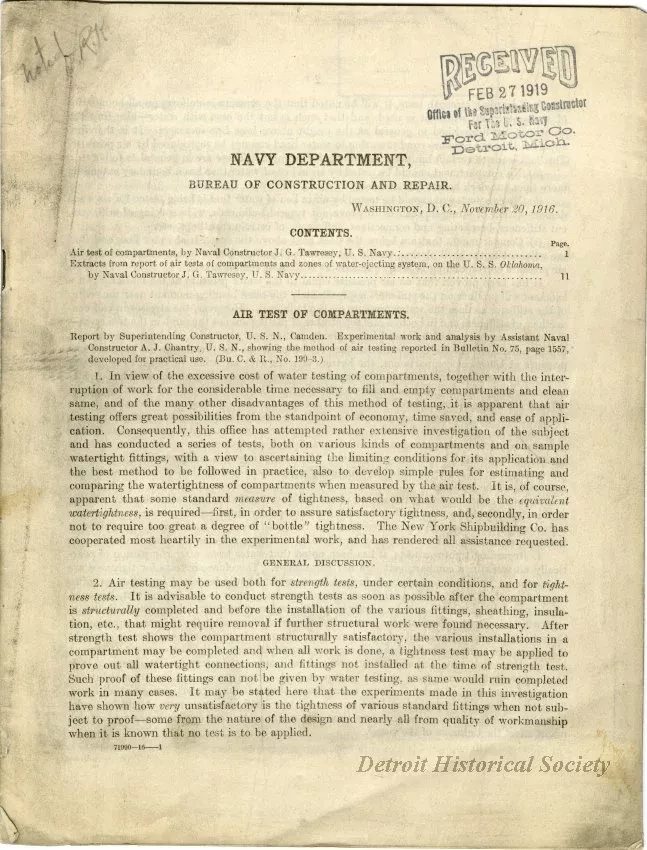 noted RK
RECEIVED
FEB 27 1919
Office of the Superintending Constructor
For The U. S. Navy
Ford Motor Co.
Detroit, Mich.
NAVY DEPARTMENT,
BUREAU OF CONSTRUCTION AND REPAIR.
WASHINGTON, D. C., November 20, 1916.
CONTENTS.
Page.
Air test of compartments, by Naval Constructor J. G. Tawresey, U. S. Navy. 1
Extracts from report of air tests of compartments and zones of water-ejecting system, on the U. S. S. Oklahoma,
by Naval Constructor J. G. Tawresey, U. S. Navy. 11
AIR TEST OF COMPARTMENTS.
Report by Superintending Constructor, U. S. N., Camden. Experimental work and analysis by Assistant Naval
Constructor A. J. Chantry, U. S. N., showing the method of air testing reported in Bulletin No. 75, page 1557,
developed for practical use. (Bu. C. & R., No. 199-3.)
1. In view of the excessive cost of water testing of compartments, together with the inter-
ruption of work for the considerable time necessary to fill and empty compartments and clean
same, and of the many other disadvantages of this method of testing, it is apparent that air
testing offers great possibilities from the standpoint of economy, time saved, and ease of appli-
cation. Consequently, this office has attempted rather extensive investigation of the subject
and has conducted a series of tests, both on various kinds of compartments and on sample
watertight fittings, with a view to ascertaining the limiting conditions for its application and
the best method to be followed in practice, also to develop simple rules for estimating and
comparing the watertightness of compartments when measured by the air test. It is, of course,
apparent that some standard measure of tightness, based on what would be the equivalent
watertightness, is required—first, in order to assure satisfactory tightness, and, secondly, in order
not to require too great a degree of "bottle" tightness. The New York Shipbuilding Co. has
cooperated most heartily in the experimental work, and has rendered all assistance requested.
GENERAL DISCUSSION.
2. Air testing may be used both for strength tests, under certain conditions, and for tight-
ness tests. It is advisable to conduct strength tests as soon as possible after the compartment
is structurally completed and before the installation of the various fittings, sheathing, insula-
tion, etc., that might require removal if further structural work were found necessary. After
strength test shows the compartment structurally satisfactory, the various installations in a
compartment may be completed and when all work is done, a tightness test may be applied to
prove out all watertight connections, and fittings not installed at the time of strength test.
Such proof of these fittings can not be given by water testing, as same would ruin completed
work in many cases. It may be stated here that the experiments made in this investigation
have shown how very unsatisfactory is the tightness of various standard fittings when not sub-
ject to proof—some from the nature of the design and nearly all from quality of workmanship
when it is known that no test is to be applied.
71990—16——1
Detroit Historical Society